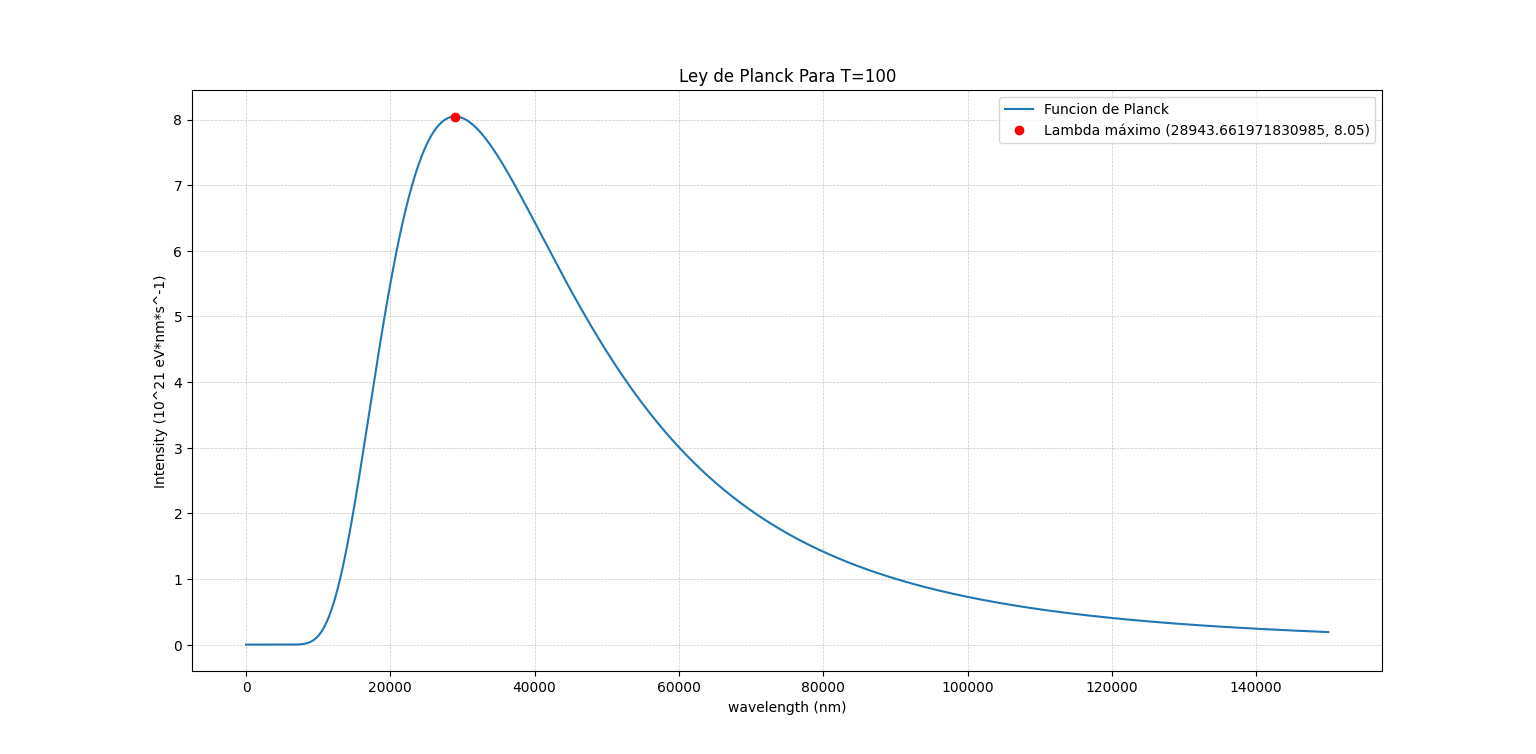 Ley de Planck Para T=100
Funcion de Planck
Lambda máximo (28943.661971830985, 8.05)
8
7
6
5
4
3
2
1
0
Intensity (10^21 eV*nm*s^-1)
0 20000 40000 60000 80000 100000 120000 140000
wavelength (nm)